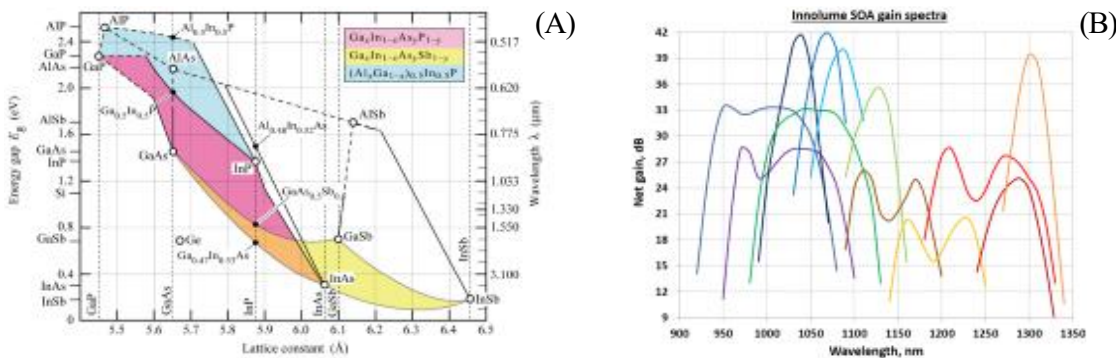 (A)
AlP
GaP
AlAs
AlSb
GaAs
InP
Si
GaSb
InAs
InSb
2.4
2.0
1.6
1.2
0.8
0.4
0
Energy gap Eg (eV)
AlP
GaP
Al0.5In0.5P
AlAs
Ga0.5In0.5P
GaAs
InP
Al0.48In0.52As
AlSb
GaAs0.5Sb0.
GaSb
Ge
Ga0.47In0.53As
InAs
InSb
GaxIn1−xAsyP1−y
GaxIn1−xAsySb1−y
(AlxGa1−x)0.5In0.5P
0.517
0.620
0.775
1.033
1.330
1.550
3.100
Wavelength λ (μm)
GaP
GaAs
InP
InAs
GaSb
InSb
5.5 5.6 5.7 5.8 5.9 6.0 6.1 6.2 6.3 6.4 6.5
Lattice constant (Å)
Innolume SOA gain spectra
(B)
42
39
36
33
30
27
24
21
18
15
12
9
Net gain, dB
900 950 1000 1050 1100 1150 1200 1250 1300 1350
Wavelength, nm